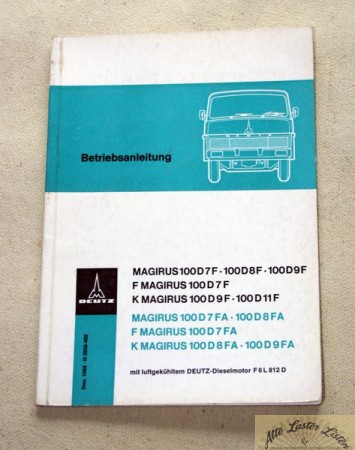 Betriebsanleitung
MAGIRUS 100 D 7 F · 100 D 8 F · 100 D 9 F
F MAGIRUS 100 D 7 F
K MAGIRUS 100 D 9 F · 100 D 11 F
DEUTZ
MAGIRUS 100 D 7 FA · 100 D 8 FA
F MAGIRUS 100 D 7 FA
K MAGIRUS 100 D 8 FA · 100 D 9 FA
mit luftgekühltem DEUTZ-Dieselmotor F 6 L 812 D
Alte Laster Listen